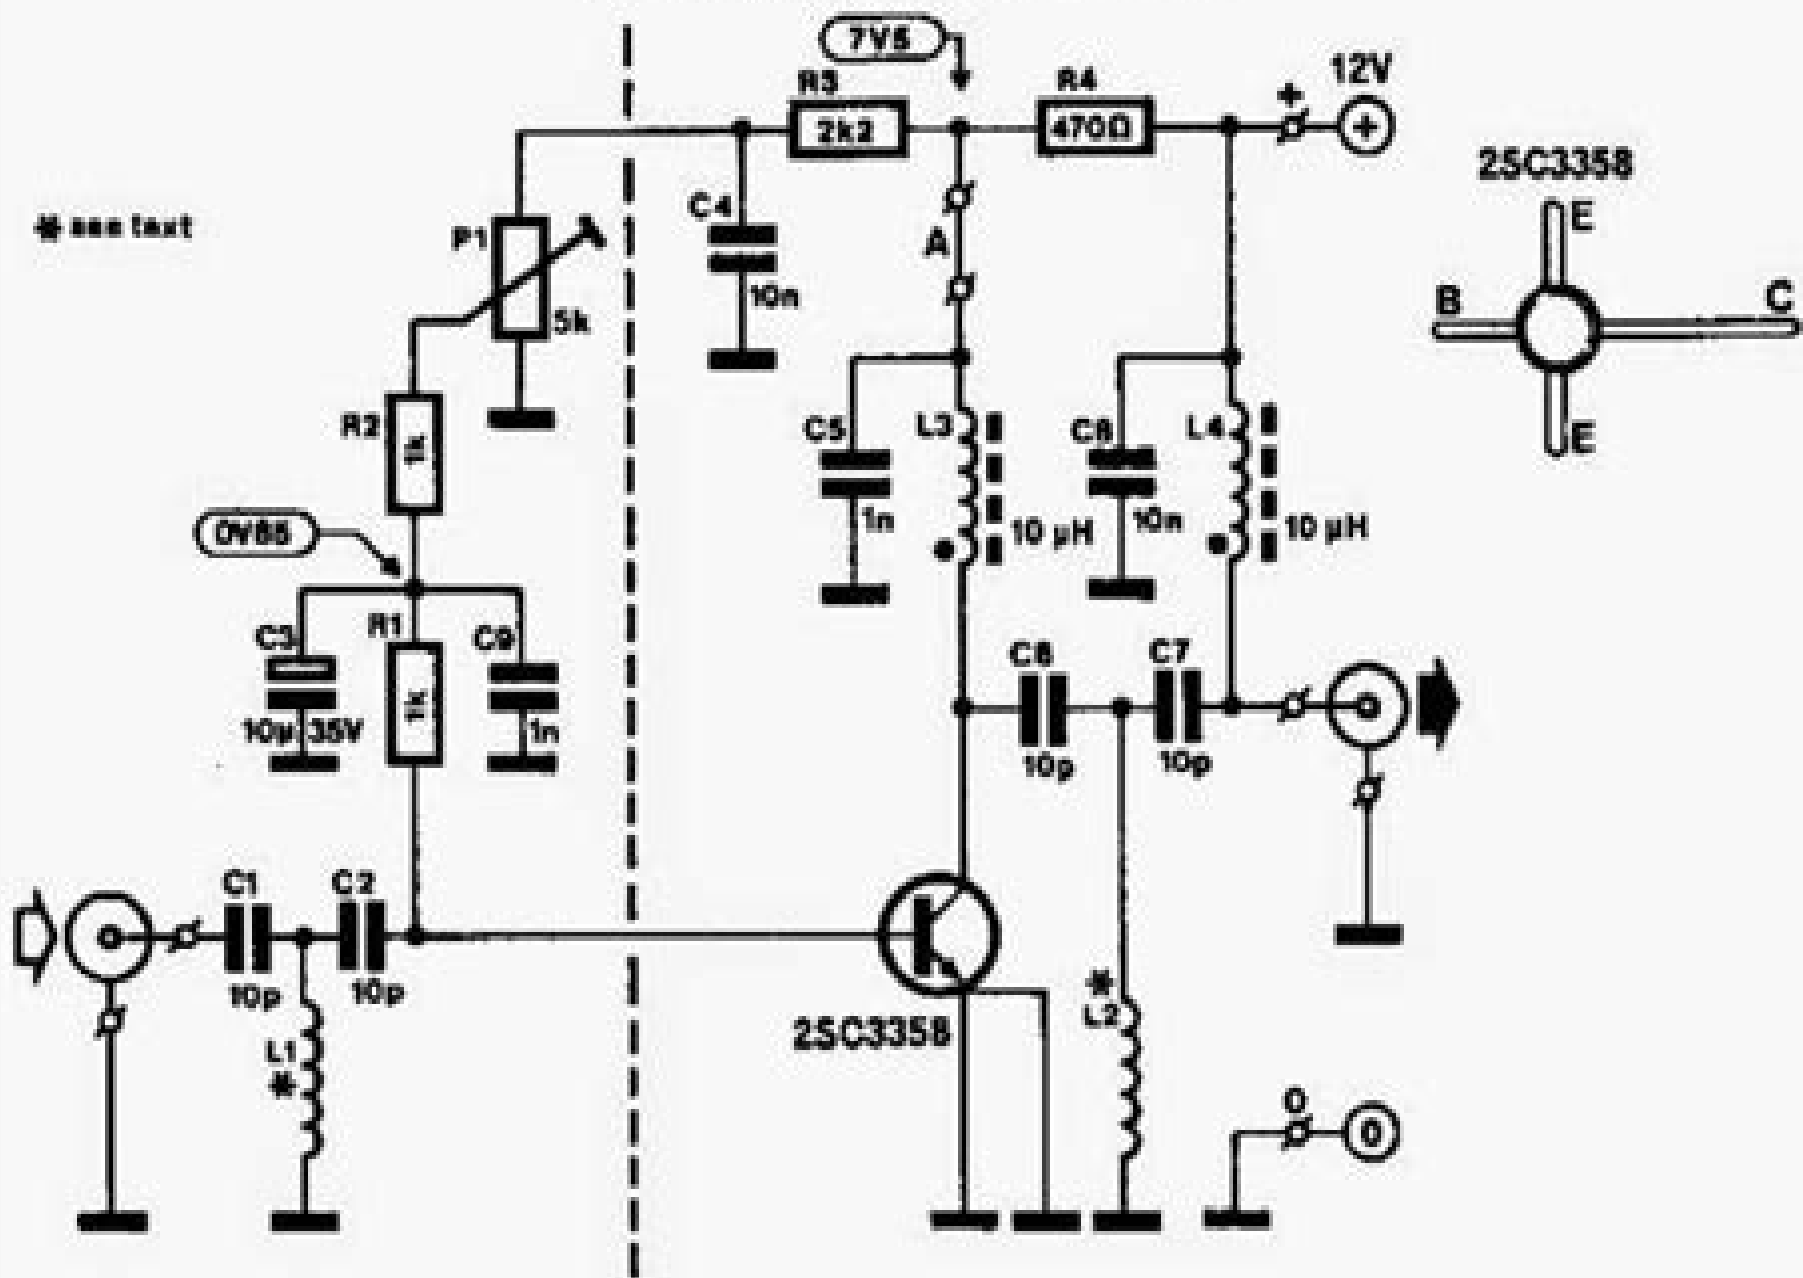 7V5
12V
R3
R4
+
2k2
470Ω
+
2SC3358
E
B
C
E
✱ see text
C4
P1
A
10n
5k
R2
1k
C5
L3
C8
L4
1n
10 µH
10n
10 µH
0V85
C3
R1
C9
1k
10µ 35V
1n
C6
C7
10p
10p
C1
C2
10p
10p
L1
✱
2SC3358
✱
L2
0
0